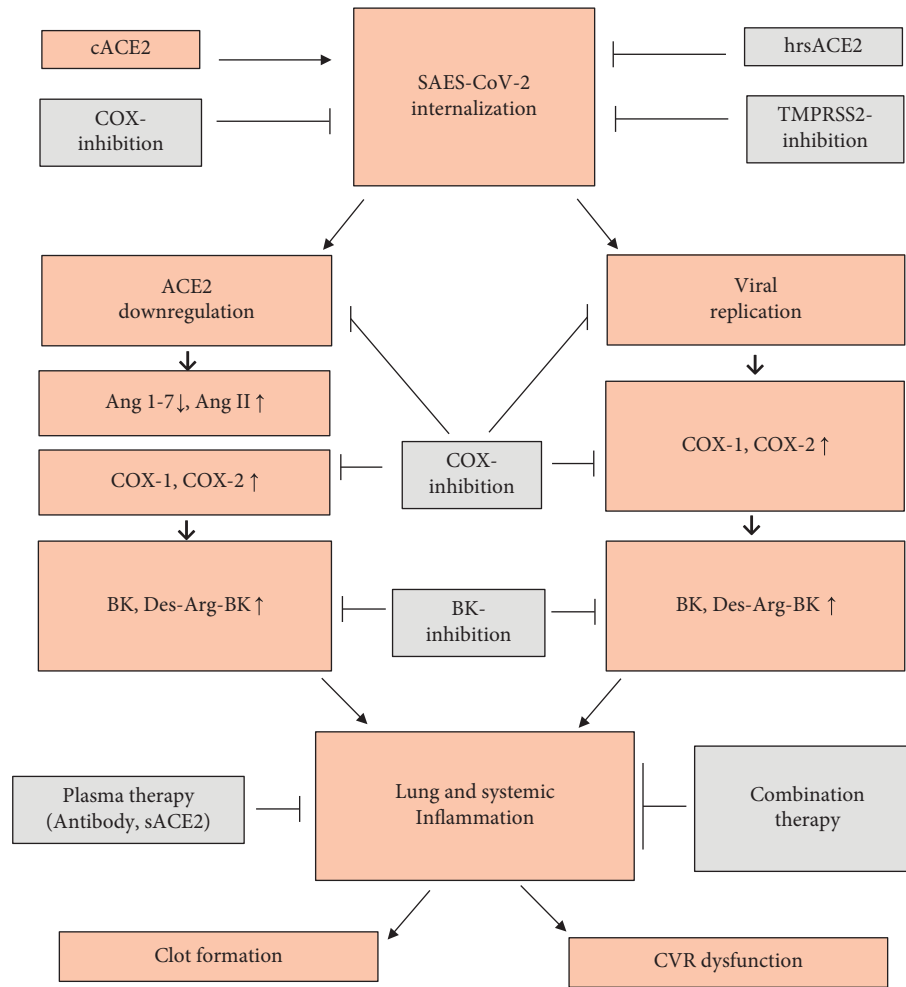 cACE2
SAES-CoV-2
internalization
hrsACE2
COX-
inhibition
TMPRSS2-
inhibition
ACE2
downregulation
Viral
replication
Ang 1-7↓, Ang II ↑
COX-1, COX-2 ↑
COX-
inhibition
COX-1, COX-2 ↑
BK, Des-Arg-BK ↑
BK-
inhibition
BK, Des-Arg-BK ↑
Plasma therapy
(Antibody, sACE2)
Lung and systemic
Inflammation
Combination
therapy
Clot formation
CVR dysfunction